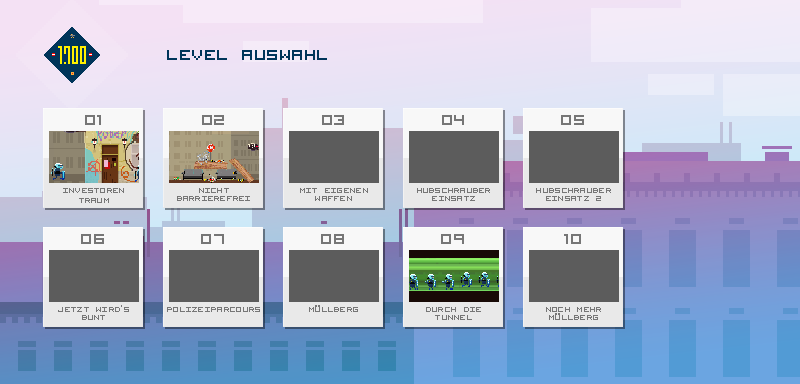 1:100
LEVEL AUSWAHL
01
INVESTOREN
TRAUM
02
NICHT
BARRIEREFREI
03
MIT EIGENEN
WAFFEN
04
HUBSCHRAUBER
EINSATZ
05
HUBSCHRAUBER
EINSATZ 2
06
JETZT WIRD'S
BUNT
07
POLIZEIPARCOURS
08
MÜLLBERG
09
DURCH DIE
TUNNEL
10
NOCH MEHR
MÜLLBERG